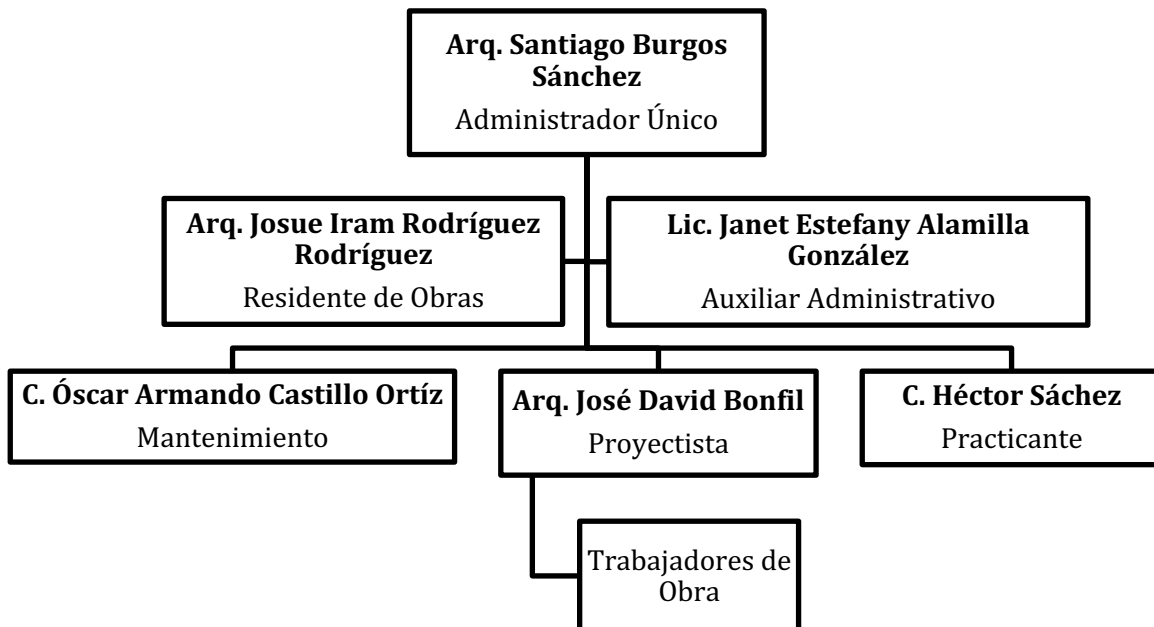 Arq. Santiago Burgos
Sánchez
Administrador Único
Arq. Josue Iram Rodríguez
Rodríguez
Residente de Obras
Lic. Janet Estefany Alamilla
González
Auxiliar Administrativo
C. Óscar Armando Castillo Ortíz
Mantenimiento
Arq. José David Bonfil
Proyectista
C. Héctor Sáchez
Practicante
Trabajadores de
Obra